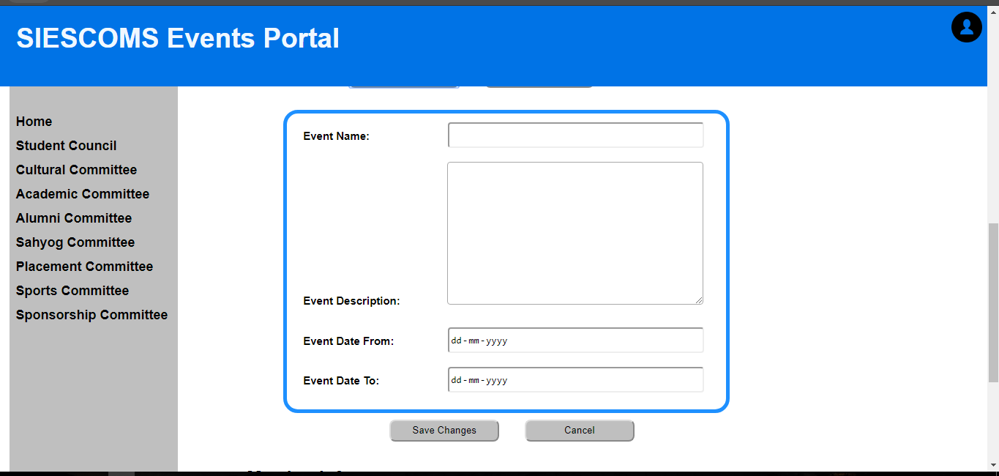 SIESCOMS Events Portal
Home
Student Council
Cultural Committee
Academic Committee
Alumni Committee
Sahyog Committee
Placement Committee
Sports Committee
Sponsorship Committee
Event Name:
Event Description:
Event Date From: dd-mm-yyyy
Event Date To: dd-mm-yyyy
Save Changes Cancel